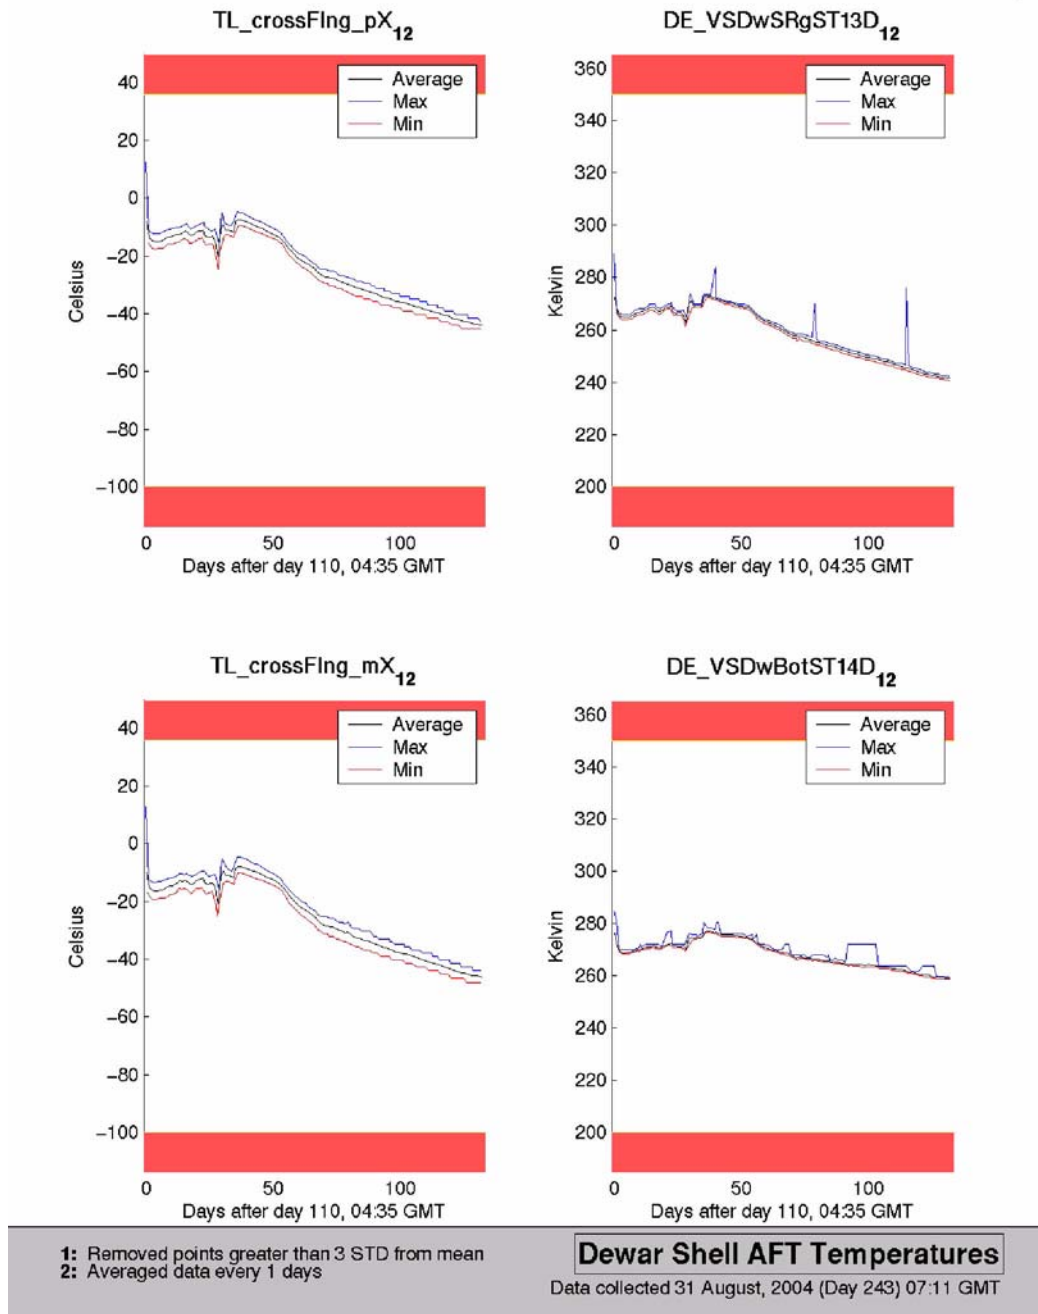 TL_crossFlng_pX12
DE_VSDwSRgST13D12
Average
Max
Min
40
20
0
−20
−40
−60
−80
−100
Celsius
0
50
100
Days after day 110, 04:35 GMT
Average
Max
Min
360
340
320
300
280
260
240
220
200
Kelvin
0
50
100
Days after day 110, 04:35 GMT
TL_crossFlng_mX12
DE_VSDwBotST14D12
Average
Max
Min
40
20
0
−20
−40
−60
−80
−100
Celsius
0
50
100
Days after day 110, 04:35 GMT
Average
Max
Min
360
340
320
300
280
260
240
220
200
Kelvin
0
50
100
Days after day 110, 04:35 GMT
1: Removed points greater than 3 STD from mean
2: Averaged data every 1 days
Dewar Shell AFT Temperatures
Data collected 31 August, 2004 (Day 243) 07:11 GMT